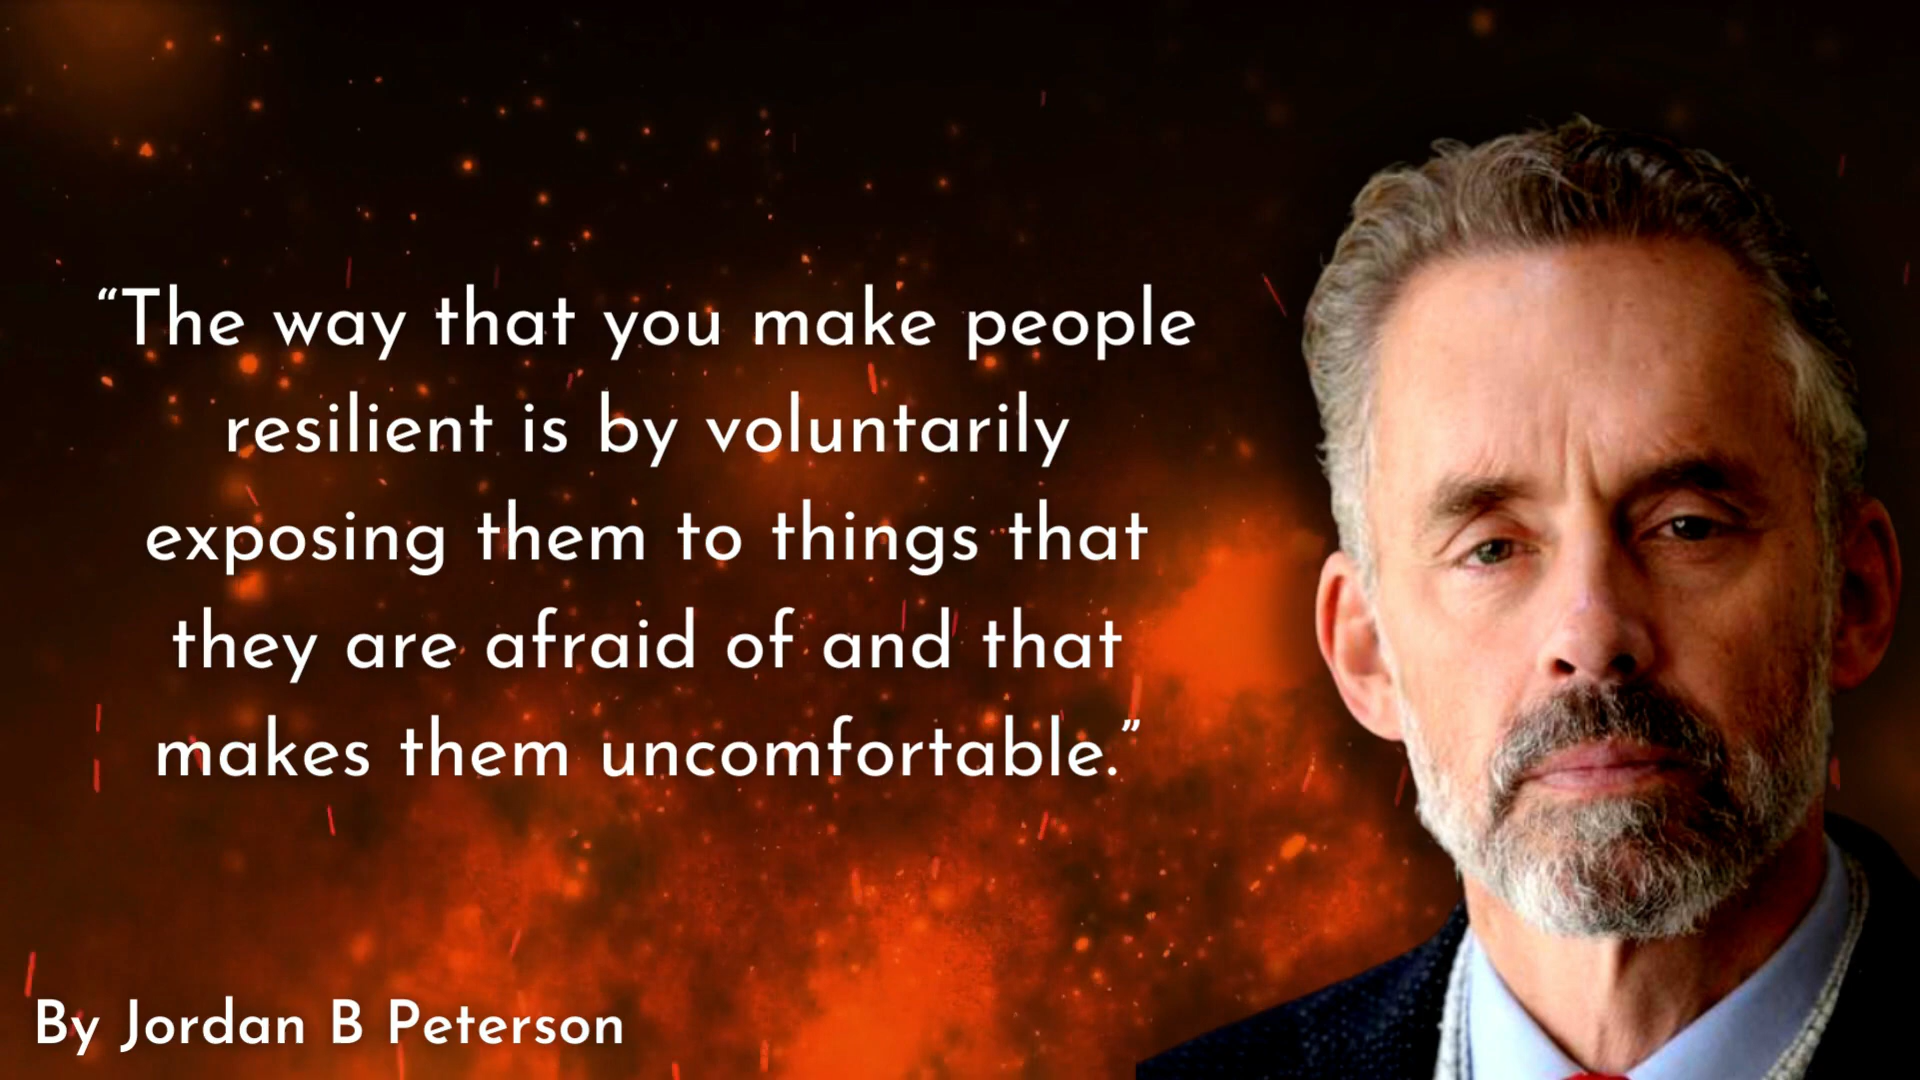 “The way that you make people
resilient is by voluntarily
exposing them to things that
they are afraid of and that
makes them uncomfortable.”
By Jordan B Peterson